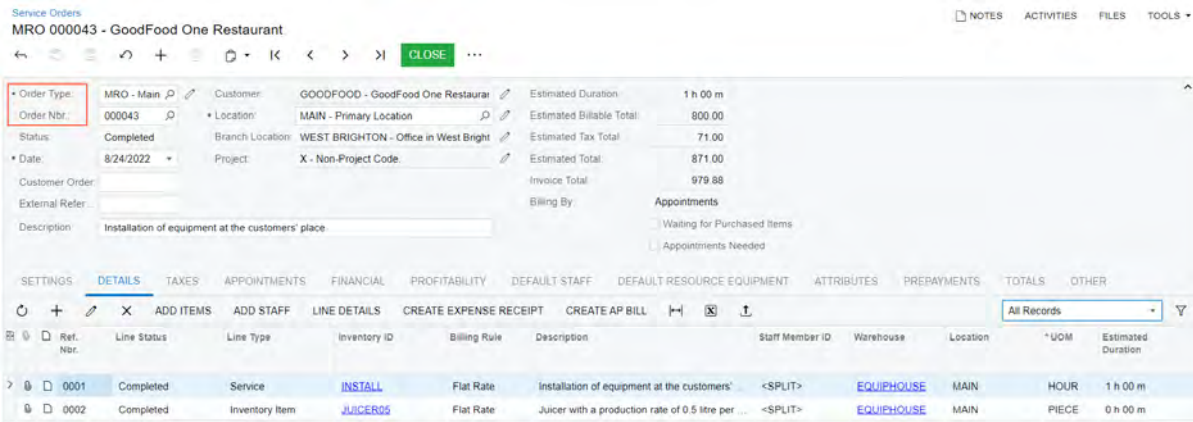 Service Orders
NOTES ACTIVITIES FILES TOOLS
MRO 000043 - GoodFood One Restaurant
CLOSE
* Order Type: MRO - Main Customer: GOODFOOD - GoodFood One Restaurar Estimated Duration: 1 h 00 m
Order Nbr.: 000043 * Location: MAIN - Primary Location Estimated Billable Total: 800.00
Status: Completed Branch Location: WEST BRIGHTON - Office in West Bright Estimated Tax Total: 71.00
* Date: 8/24/2022 Project: X - Non-Project Code. Estimated Total: 871.00
Customer Order: Invoice Total: 979.88
External Refer... Billing By: Appointments
Description: Installation of equipment at the customers' place Waiting for Purchased Items
Appointments Needed
SETTINGS DETAILS TAXES APPOINTMENTS FINANCIAL PROFITABILITY DEFAULT STAFF DEFAULT RESOURCE EQUIPMENT ATTRIBUTES PREPAYMENTS TOTALS OTHER
ADD ITEMS ADD STAFF LINE DETAILS CREATE EXPENSE RECEIPT CREATE AP BILL All Records
Ref. Nbr. Line Status Line Type Inventory ID Billing Rule Description Staff Member ID Warehouse Location *UOM Estimated Duration
0001 Completed Service INSTALL Flat Rate Installation of equipment at the customers' ... <SPLIT> EQUIPHOUSE MAIN HOUR 1 h 00 m
0002 Completed Inventory Item JUICER05 Flat Rate Juicer with a production rate of 0.5 litre per ... <SPLIT> EQUIPHOUSE MAIN PIECE 0 h 00 m